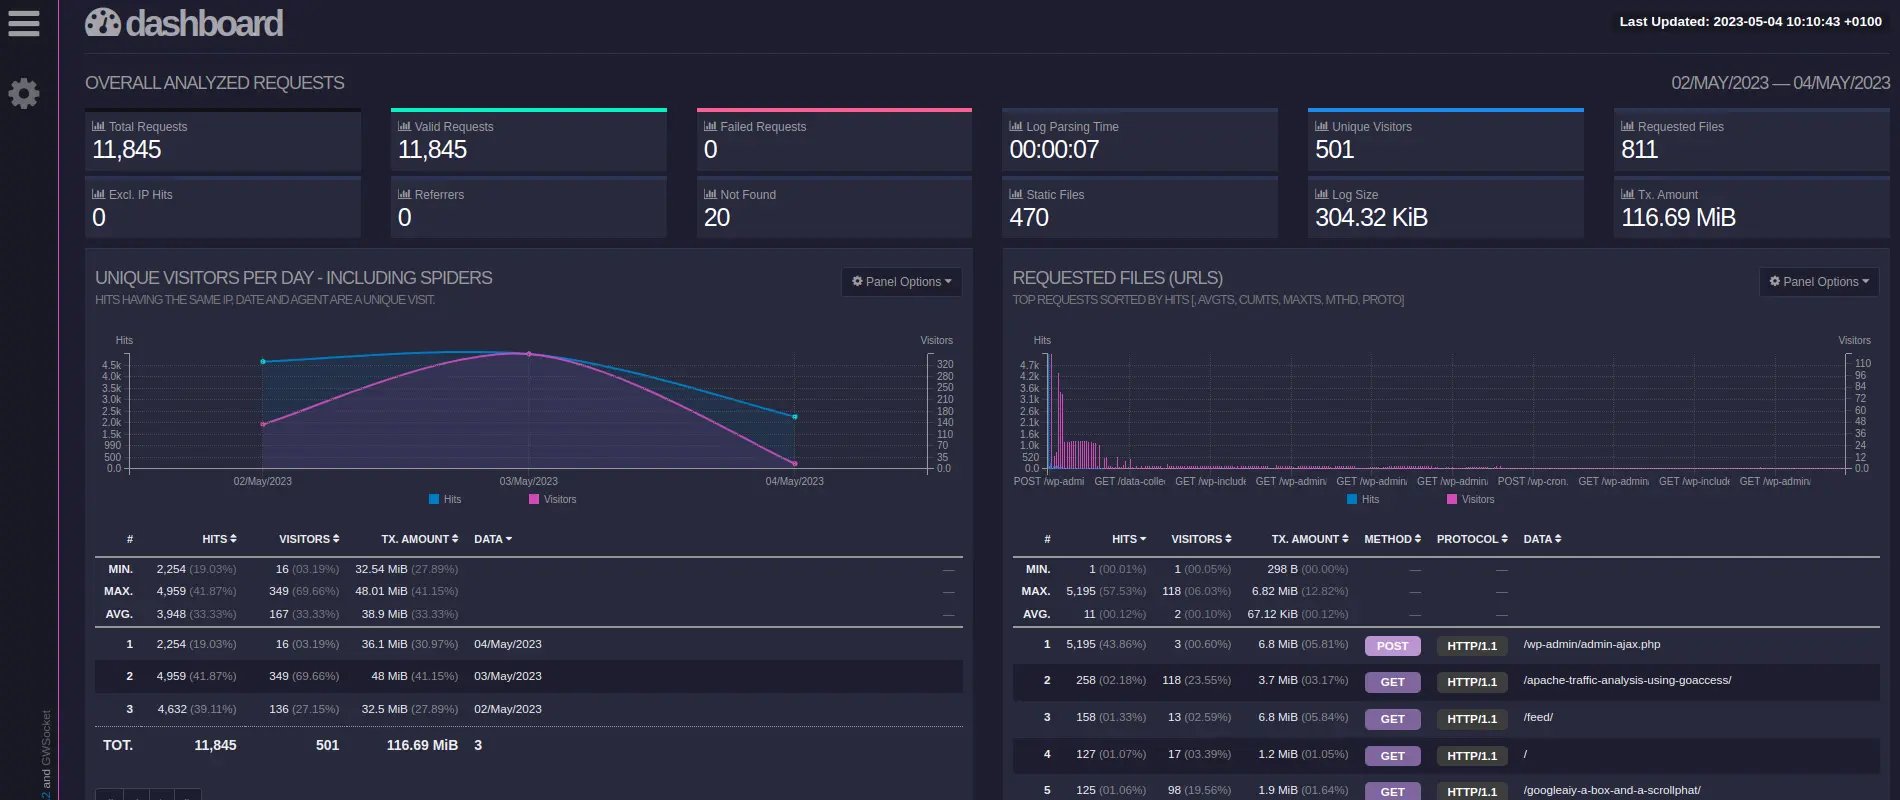 dashboard
Last Updated: 2023-05-04 10:10:43 +0100
OVERALL ANALYZED REQUESTS
02/MAY/2023 — 04/MAY/2023
Total Requests
11,845
Valid Requests
11,845
Failed Requests
0
Log Parsing Time
00:00:07
Unique Visitors
501
Requested Files
811
Excl. IP Hits
0
Referrers
0
Not Found
20
Static Files
470
Log Size
304.32 KiB
Tx. Amount
116.69 MiB
UNIQUE VISITORS PER DAY - INCLUDING SPIDERS
HITS HAVING THE SAME IP, DATE AND AGENT ARE A UNIQUE VISIT.
Panel Options
Hits
Visitors
4.5k
4.0k
3.5k
3.0k
2.5k
2.0k
1.5k
990
500
0.0
320
280
250
210
180
140
110
70
35
0.0
02/May/2023 03/May/2023 04/May/2023
Hits Visitors
# HITS VISITORS TX. AMOUNT DATA
MIN. 2,254 (19.03%) 16 (03.19%) 32.54 MiB (27.89%) —
MAX. 4,959 (41.87%) 349 (69.66%) 48.01 MiB (41.15%) —
AVG. 3,948 (33.33%) 167 (33.33%) 38.9 MiB (33.33%) —
1 2,254 (19.03%) 16 (03.19%) 36.1 MiB (30.97%) 04/May/2023
2 4,959 (41.87%) 349 (69.66%) 48 MiB (41.15%) 03/May/2023
3 4,632 (39.11%) 136 (27.15%) 32.5 MiB (27.89%) 02/May/2023
TOT. 11,845 501 116.69 MiB 3
REQUESTED FILES (URLS)
TOP REQUESTS SORTED BY HITS [, AVGTS, CUMTS, MAXTS, MTHD, PROTO]
Panel Options
Hits
Visitors
4.7k
4.2k
3.6k
3.1k
2.6k
2.1k
1.6k
1.0k
520
0.0
110
96
84
72
60
48
36
24
12
0.0
POST /wp-admi GET /data-colle GET /wp-include GET /wp-admin/ GET /wp-admin/ GET /wp-admin/ POST /wp-cron. GET /wp-admin/ GET /wp-include GET /wp-admin/
Hits Visitors
# HITS VISITORS TX. AMOUNT METHOD PROTOCOL DATA
MIN. 1 (00.01%) 1 (00.05%) 298 B (00.00%) — —
MAX. 5,195 (57.53%) 118 (06.03%) 6.82 MiB (12.82%) — —
AVG. 11 (00.12%) 2 (00.10%) 67.12 KiB (00.12%) — —
1 5,195 (43.86%) 3 (00.60%) 6.8 MiB (05.81%) POST HTTP/1.1 /wp-admin/admin-ajax.php
2 258 (02.18%) 118 (23.55%) 3.7 MiB (03.17%) GET HTTP/1.1 /apache-traffic-analysis-using-goaccess/
3 158 (01.33%) 13 (02.59%) 6.8 MiB (05.84%) GET HTTP/1.1 /feed/
4 127 (01.07%) 17 (03.39%) 1.2 MiB (01.05%) GET HTTP/1.1 /
5 125 (01.06%) 98 (19.56%) 1.9 MiB (01.64%) GET HTTP/1.1 /googleaiy-a-box-and-a-scrollphat/
.2 and GWSocket